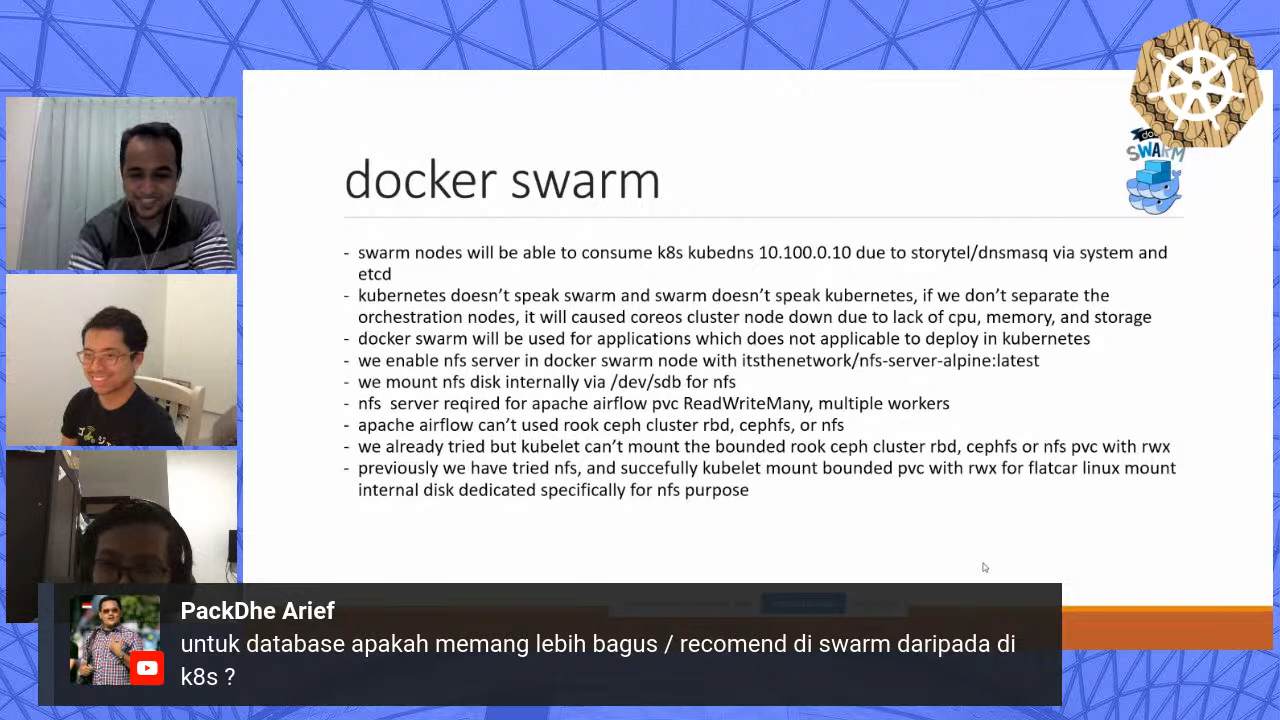 docker swarm
SWARM
- swarm nodes will be able to consume k8s kubedns 10.100.0.10 due to storytel/dnsmasq via system and
etcd
- kubernetes doesn't speak swarm and swarm doesn't speak kubernetes, if we don't separate the
orchestration nodes, it will caused coreos cluster node down due to lack of cpu, memory, and storage
- docker swarm will be used for applications which does not applicable to deploy in kubernetes
- we enable nfs server in docker swarm node with itsthenetwork/nfs-server-alpine:latest
- we mount nfs disk internally via /dev/sdb for nfs
- nfs server reqired for apache airflow pvc ReadWriteMany, multiple workers
- apache airflow can't used rook ceph cluster rbd, cephfs, or nfs
- we already tried but kubelet can't mount the bounded rook ceph cluster rbd, cephfs or nfs pvc with rwx
- previously we have tried nfs, and succefully kubelet mount bounded pvc with rwx for flatcar linux mount
internal disk dedicated specifically for nfs purpose
PackDhe Arief
untuk database apakah memang lebih bagus / recomend di swarm daripada di
k8s ?